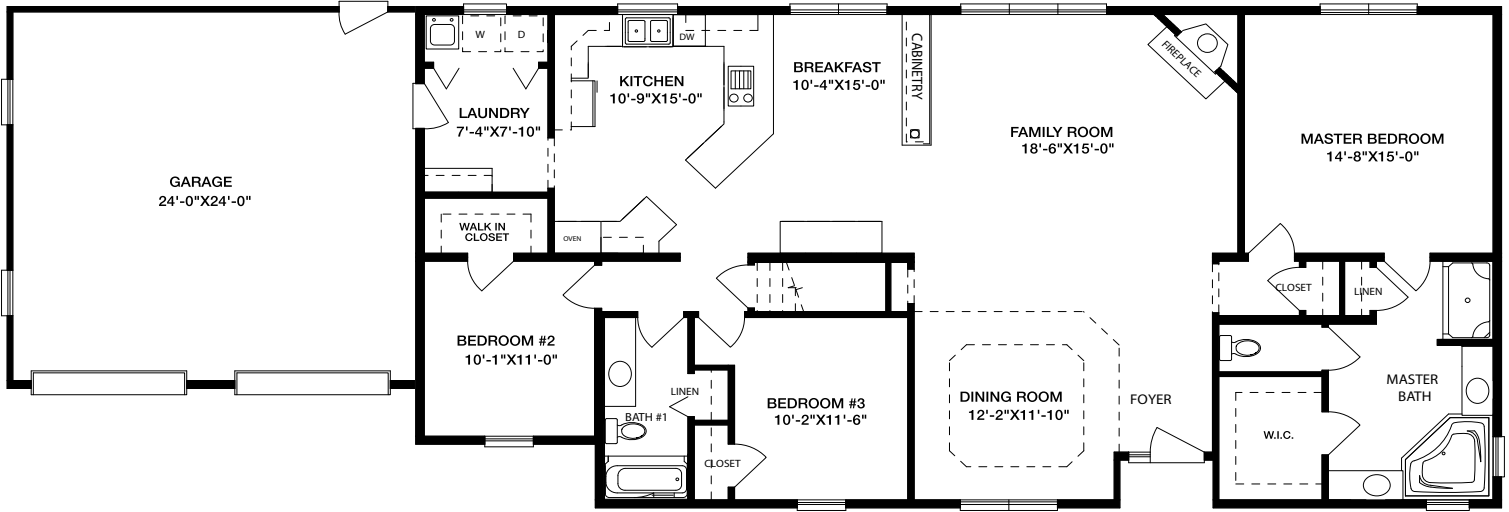 GARAGE
24'-0"X24'-0"
W
D
LAUNDRY
7'-4"X7'-10"
WALK IN
CLOSET
KITCHEN
10'-9"X15'-0"
DW
OVEN
BREAKFAST
10'-4"X15'-0"
CABINETRY
FAMILY ROOM
18'-6"X15'-0"
FIREPLACE
MASTER BEDROOM
14'-8"X15'-0"
CLOSET
LINEN
BEDROOM #2
10'-1"X11'-0"
LINEN
BATH #1
CLOSET
BEDROOM #3
10'-2"X11'-6"
DINING ROOM
12'-2"X11'-10"
FOYER
MASTER
BATH
W.I.C.